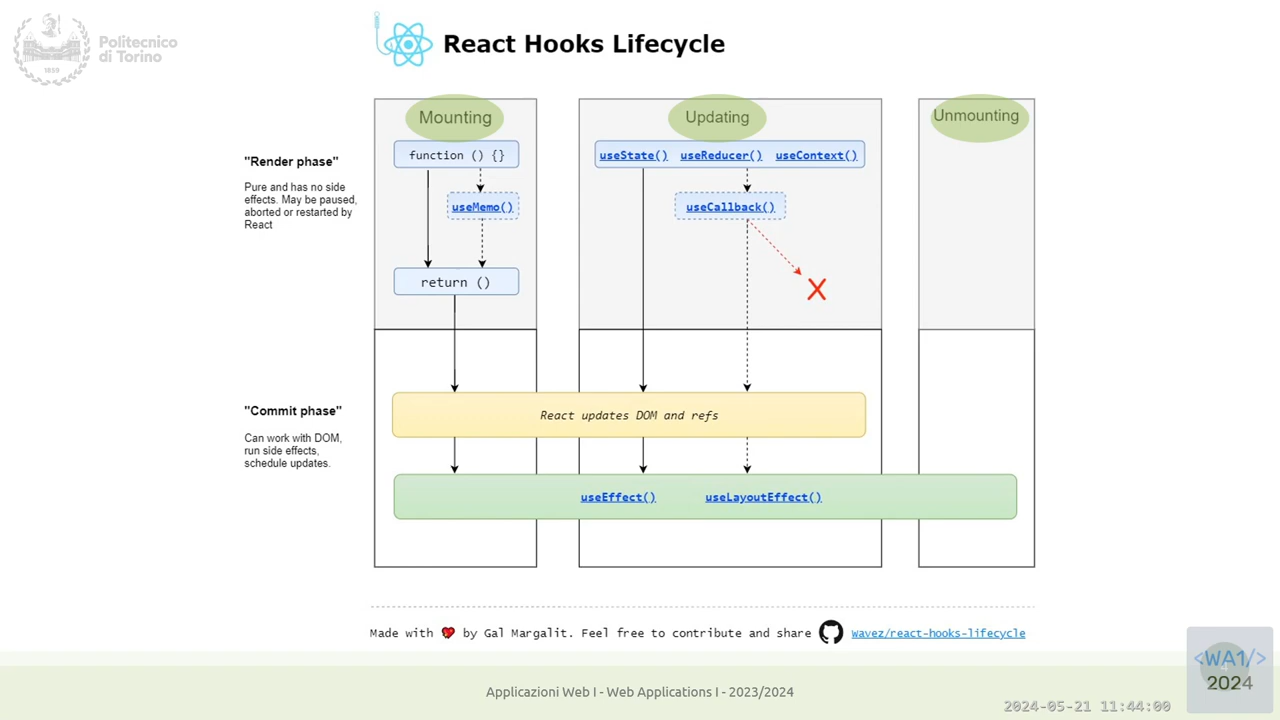 Politecnico
di Torino
1859
React Hooks Lifecycle
Mounting
Updating
Unmounting
"Render phase"
Pure and has no side
effects. May be paused,
aborted or restarted by
React
function () {}
useMemo()
return ()
useState() useReducer() useContext()
useCallback()
X
"Commit phase"
Can work with DOM,
run side effects,
schedule updates.
React updates DOM and refs
useEffect() useLayoutEffect()
Made with ❤ by Gal Margalit. Feel free to contribute and share Wavez/react-hooks-lifecycle
Applicazioni Web I - Web Applications I - 2023/2024
<WA1/>
4
2024
2024-05-21 11:44:00